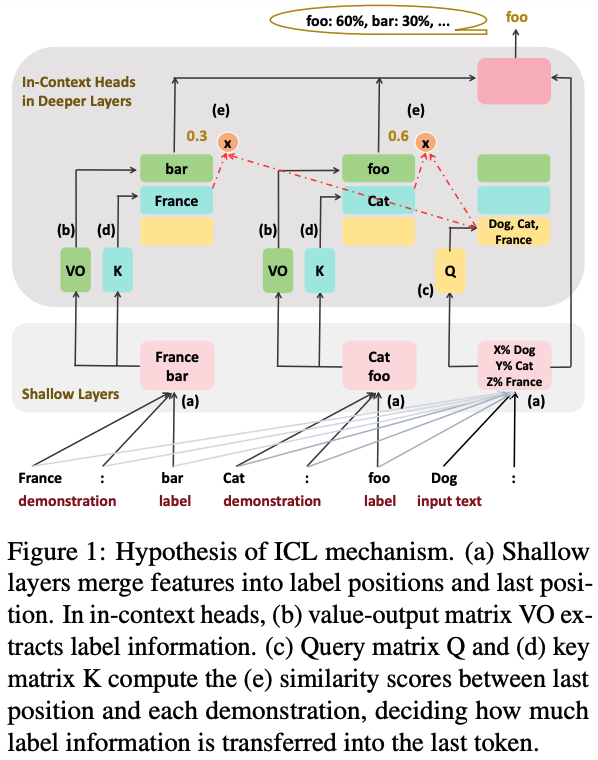 foo
foo: 60%, bar: 30%, ...
In-Context Heads
in Deeper Layers
(e)
(e)
0.3
x
0.6
x
bar
foo
France
Cat
Dog, Cat,
France
(b)
(d)
(b)
(d)
VO
K
VO
K
Q
(c)
France
bar
Cat
foo
X% Dog
Y% Cat
Z% France
Shallow Layers
(a)
(a)
(a)
France : bar Cat : foo Dog :
demonstration label demonstration label input text
Figure 1: Hypothesis of ICL mechanism. (a) Shallow
layers merge features into label positions and last posi-
tion. In in-context heads, (b) value-output matrix VO ex-
tracts label information. (c) Query matrix Q and (d) key
matrix K compute the (e) similarity scores between last
position and each demonstration, deciding how much
label information is transferred into the last token.